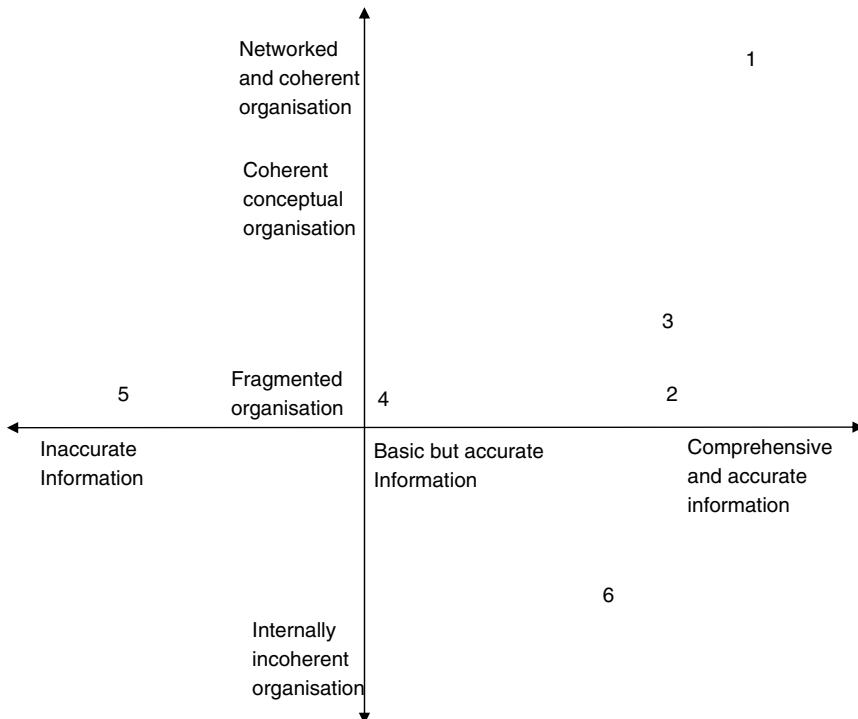 Networked
and coherent
organisation
1
Coherent
conceptual
organisation
3
Fragmented
organisation
5
4
2
Inaccurate
Information
Basic but accurate
Information
Comprehensive
and accurate
information
6
Internally
incoherent
organisation